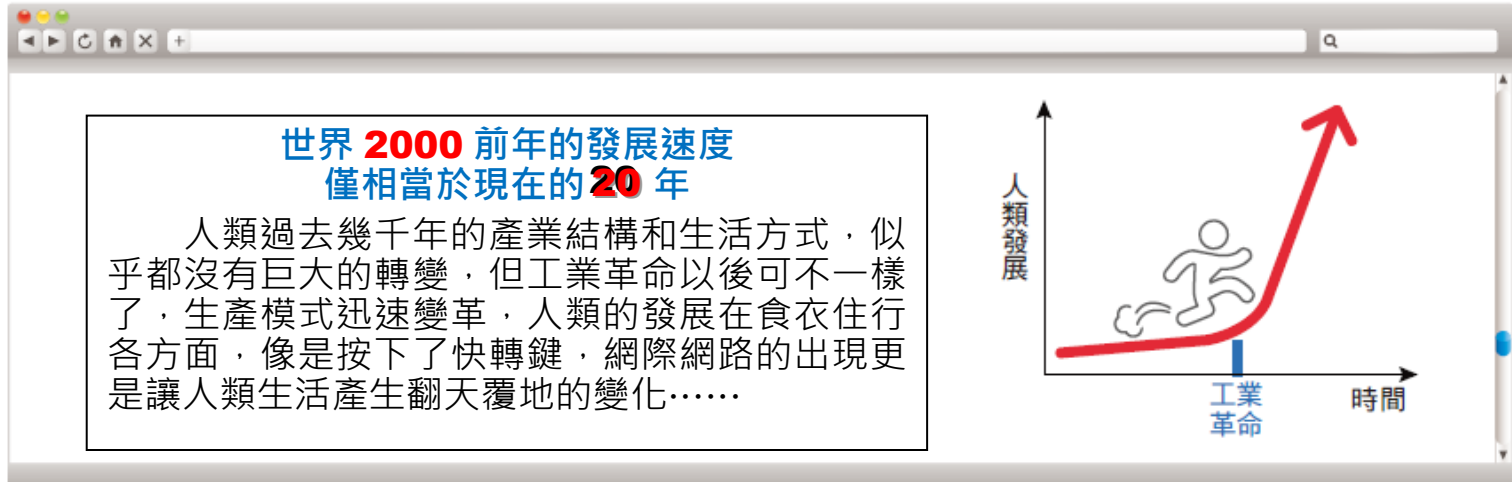 世界 2000 前年的發展速度
僅相當於現在的 20 年
人類過去幾千年的產業結構和生活方式，似
乎都沒有巨大的轉變，但工業革命以後可不一樣
了，生產模式迅速變革，人類的發展在食衣住行
各方面，像是按下了快轉鍵，網際網路的出現更
是讓人類生活產生翻天覆地的變化……
人類發展
工業
革命
時間